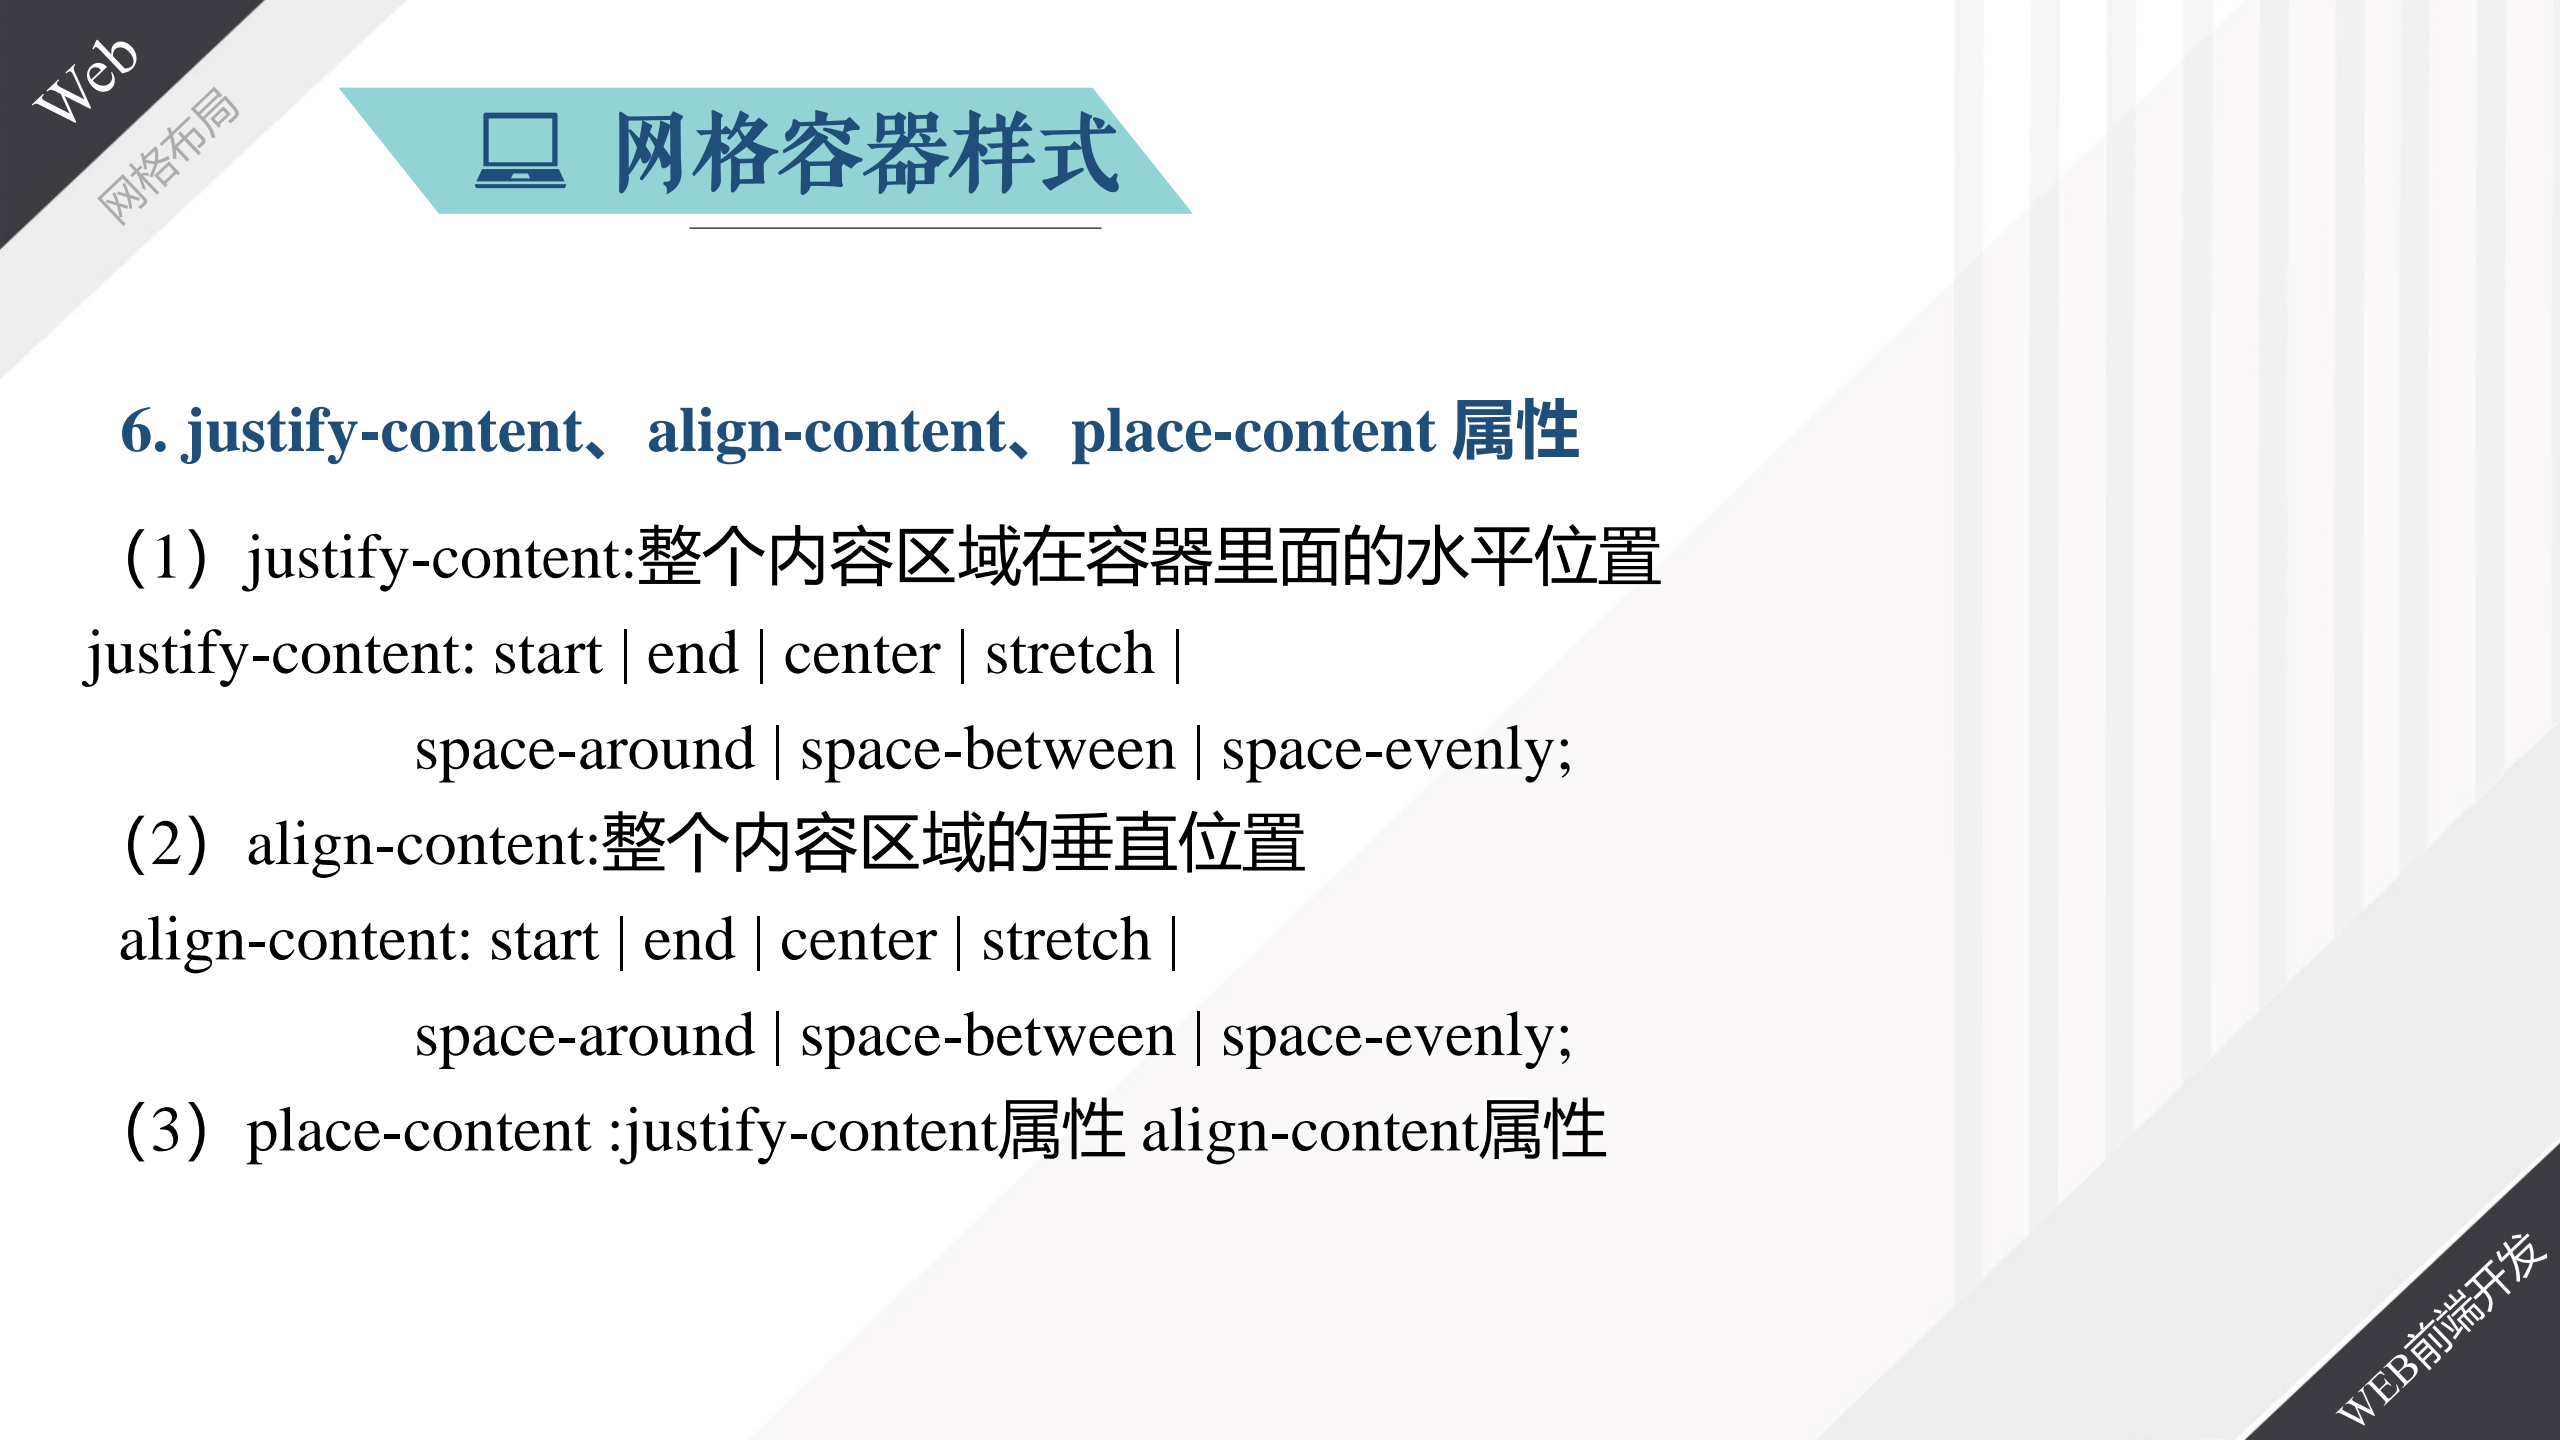 Web
网格布局
网格容器样式
6. justify-content、align-content、place-content 属性
（1）justify-content:整个内容区域在容器里面的水平位置
justify-content: start | end | center | stretch |
space-around | space-between | space-evenly;
（2）align-content:整个内容区域的垂直位置
align-content: start | end | center | stretch |
space-around | space-between | space-evenly;
（3）place-content :justify-content属性 align-content属性
WEB前端开发